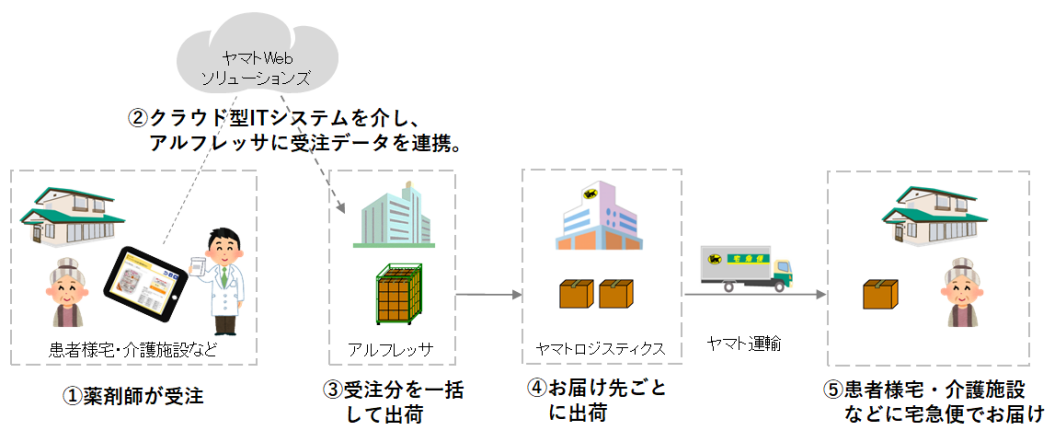 ヤマトWeb
ソリューションズ
②クラウド型ITシステムを介し、
アルフレッサに受注データを連携。
患者様宅・介護施設など
①薬剤師が受注
アルフレッサ
③受注分を一括
して出荷
ヤマトロジスティクス
④お届け先ごと
に出荷
宅急便
ヤマト運輸
⑤患者様宅・介護施設
などに宅急便でお届け